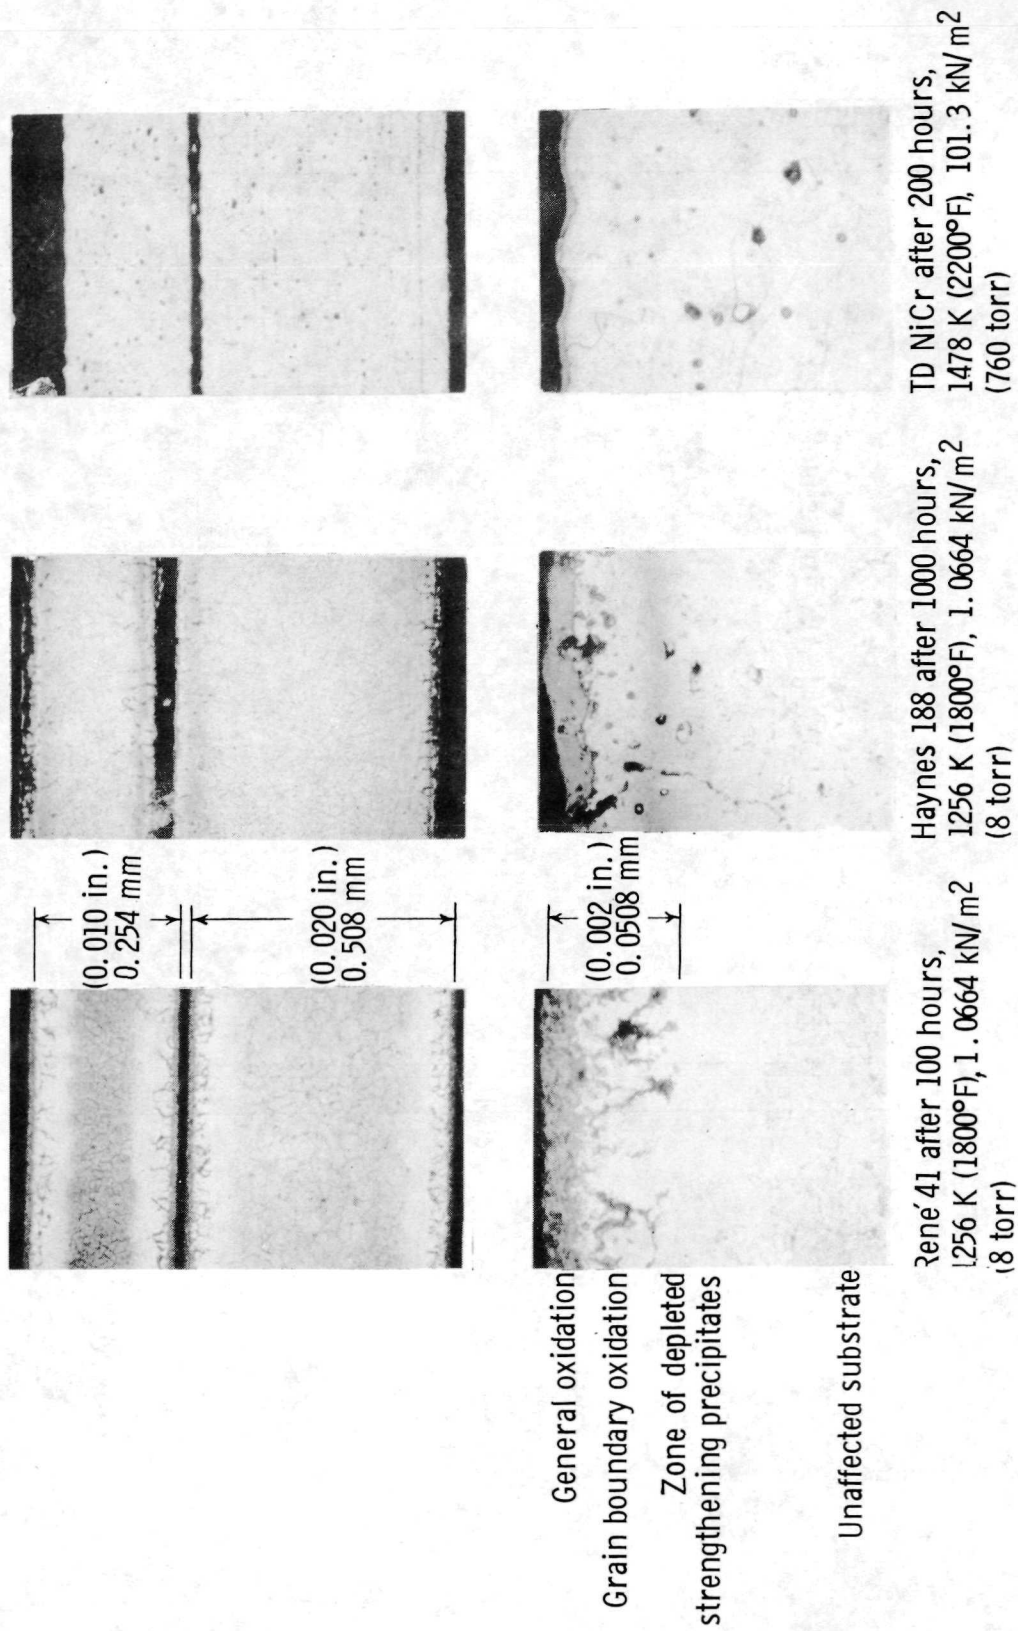 (0.010 in.)
0.254 mm
(0.020 in.)
0.508 mm
(0.002 in.)
0.0508 mm
General oxidation
Grain boundary oxidation
Zone of depleted
strengthening precipitates
Unaffected substrate
René 41 after 100 hours,
1256 K (1800°F), 1.0664 kN/m2
(8 torr)
Haynes 188 after 1000 hours,
1256 K (1800°F), 1.0664 kN/m2
(8 torr)
TD NiCr after 200 hours,
1478 K (2200°F), 101.3 kN/m2
(760 torr)